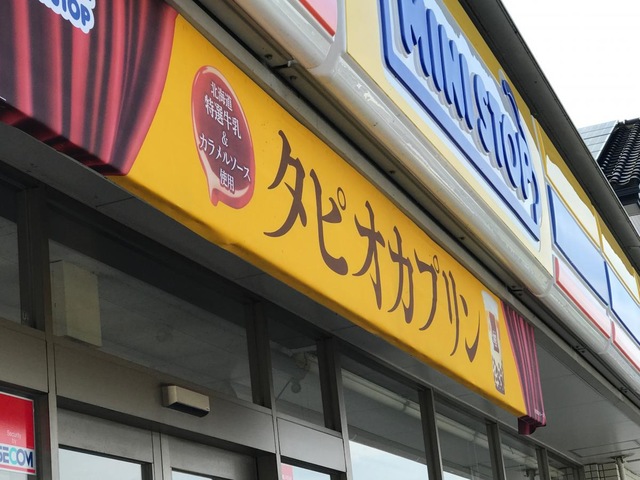 STOP
MINI STOP
北海道
特選牛乳
&
カラメルソース
使用
タピオカプリン
SECOM